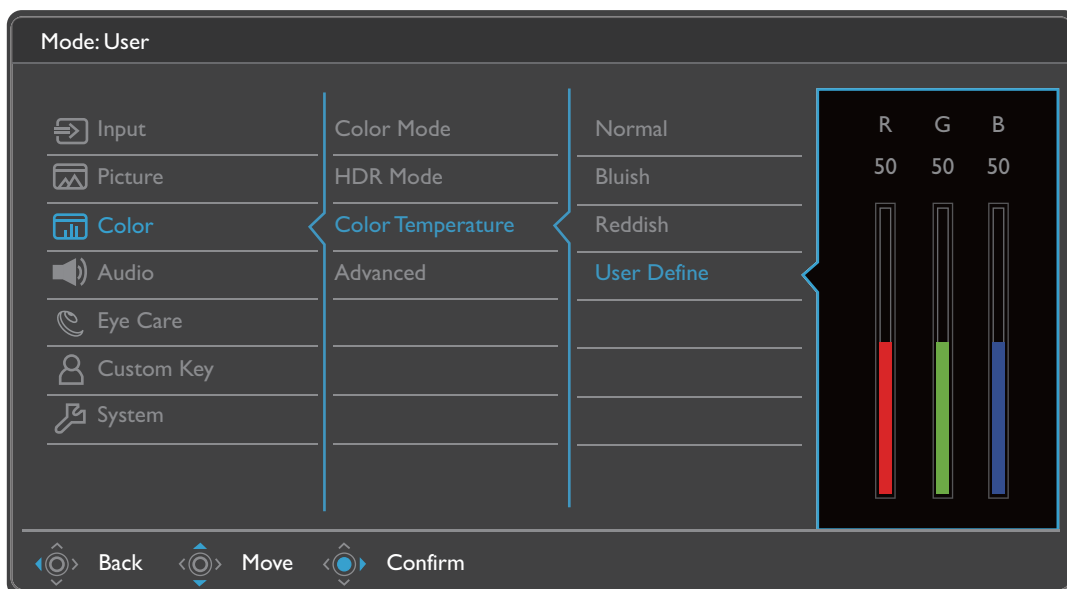 Mode: User
Input
Picture
Color
Audio
Eye Care
Custom Key
System
Color Mode
HDR Mode
Color Temperature
Advanced
Normal
Bluish
Reddish
User Define
R G B
50 50 50
Back Move Confirm